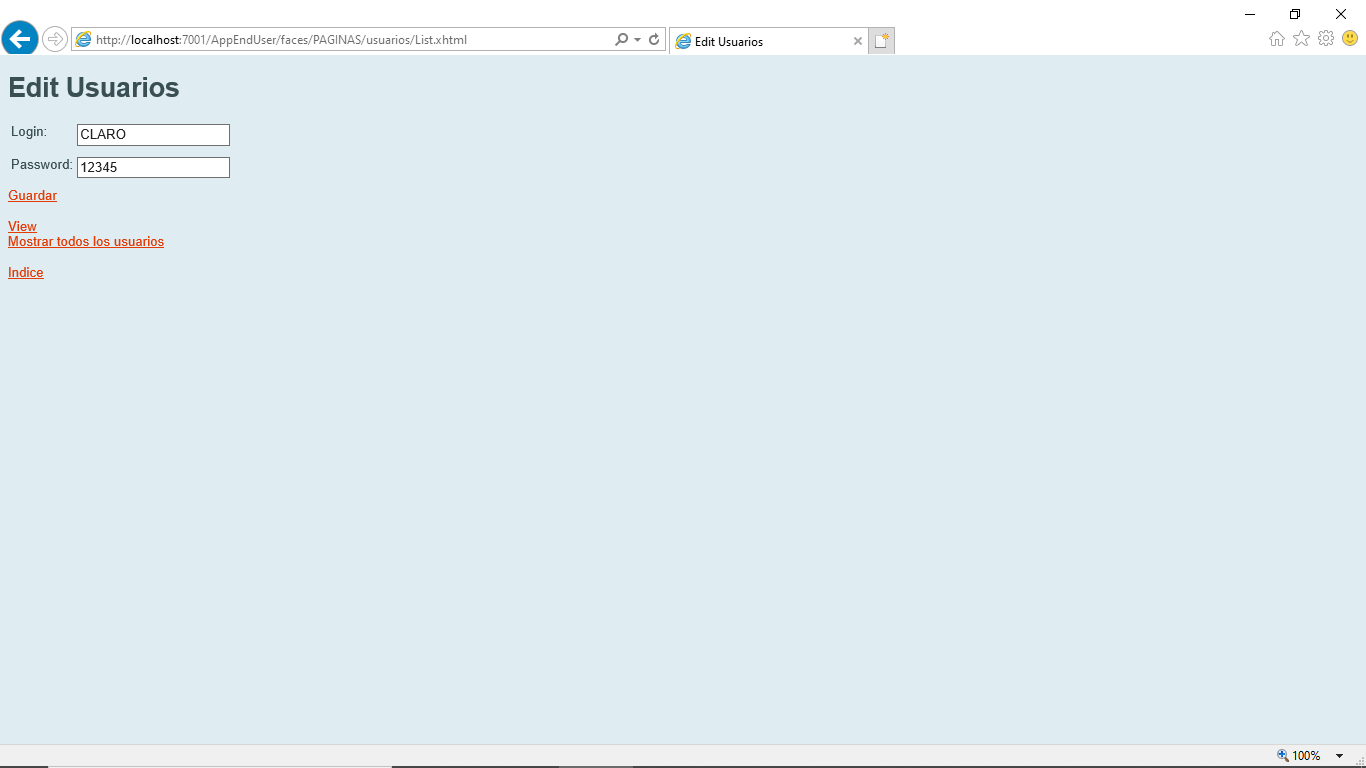 http://localhost:7001/AppEndUser/faces/PAGINAS/usuarios/List.xhtml
Edit Usuarios
Edit Usuarios
Login: CLARO
Password: 12345
Guardar
View
Mostrar todos los usuarios
Indice
100%